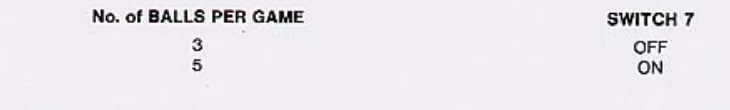 No. of BALLS PER GAME SWITCH 7
3 OFF
5 ON